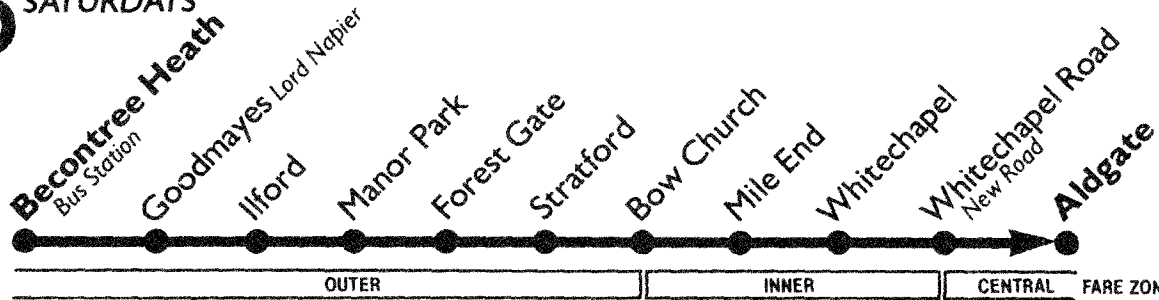 SATURDAYS
Becontree Heath
Bus Station
Goodmayes Lord Napier
Ilford
Manor Park
Forest Gate
Stratford
Bow Church
Mile End
Whitechapel
Whitechapel Road
New Road
Aldgate
OUTER
INNER
CENTRAL
FARE ZON